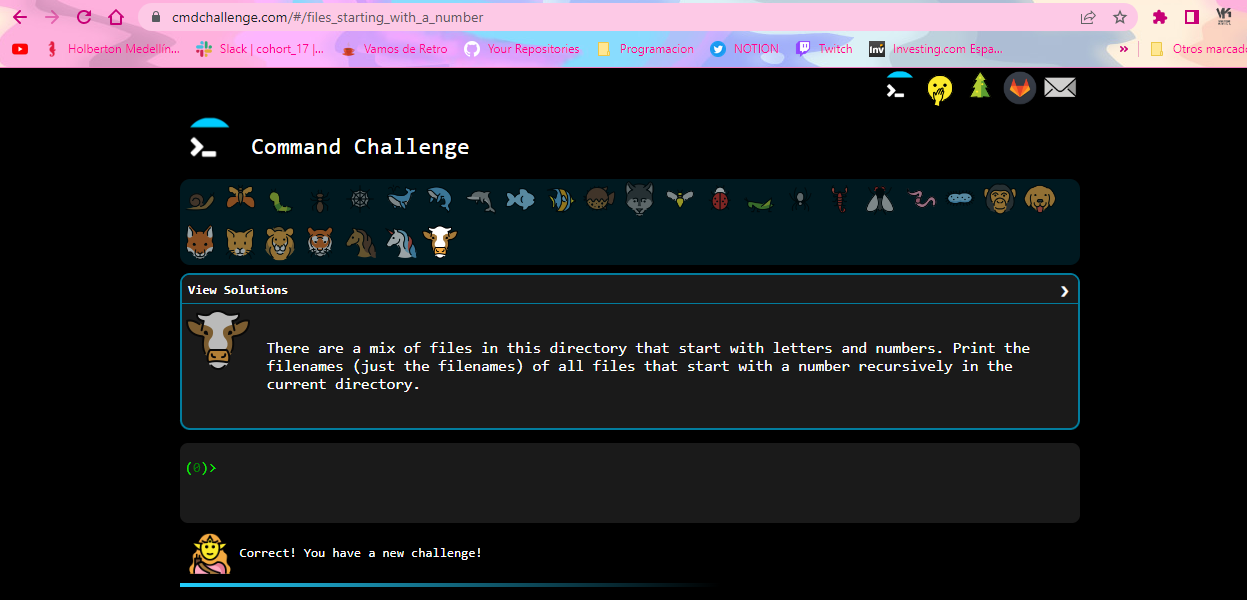 cmdchallenge.com/#/files_starting_with_a_number
Holberton Medellín... Slack | cohort_17 |... Vamos de Retro Your Repositories Programacion NOTION Twitch Inv Investing.com Espa... » Otros marcado
Command Challenge
View Solutions
There are a mix of files in this directory that start with letters and numbers. Print the
filenames (just the filenames) of all files that start with a number recursively in the
current directory.
(0)>
Correct! You have a new challenge!